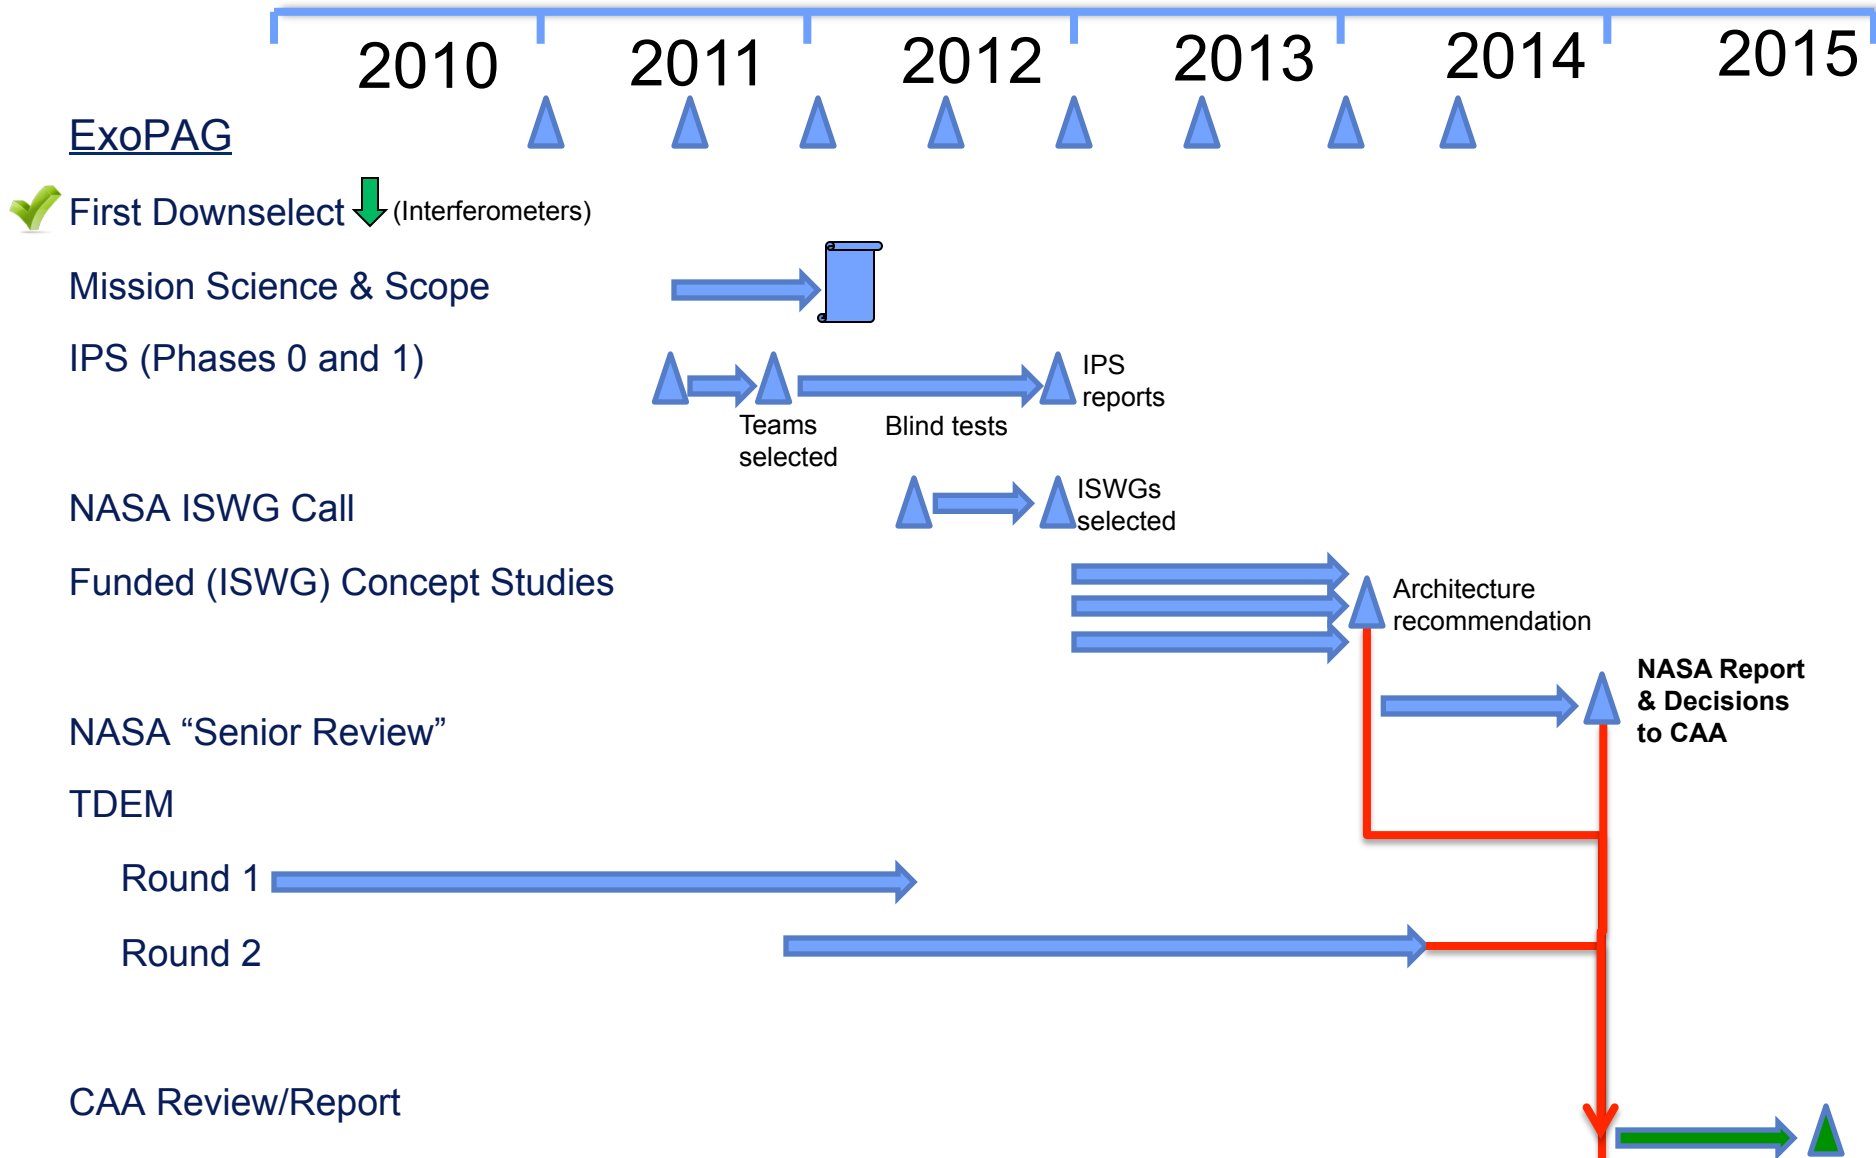 2010 2011 2012 2013 2014 2015
ExoPAG
First Downselect (Interferometers)
Mission Science & Scope
IPS (Phases 0 and 1)
IPS
reports
Teams
selected
Blind tests
NASA ISWG Call
ISWGs
selected
Funded (ISWG) Concept Studies
Architecture
recommendation
NASA Report
& Decisions
to CAA
NASA “Senior Review”
TDEM
Round 1
Round 2
CAA Review/Report